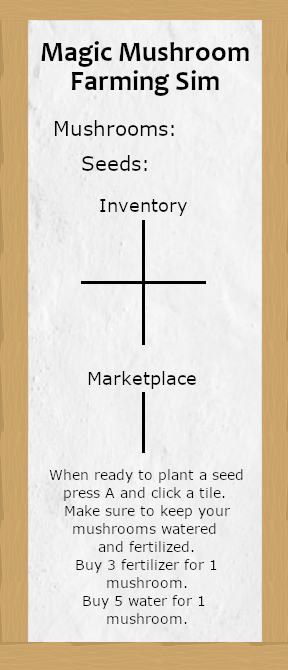 Magic Mushroom
Farming Sim
Mushrooms:
Seeds:
Inventory
Marketplace
When ready to plant a seed
press A and click a tile.
Make sure to keep your
mushrooms watered
and fertilized.
Buy 3 fertilizer for 1
mushroom.
Buy 5 water for 1
mushroom.